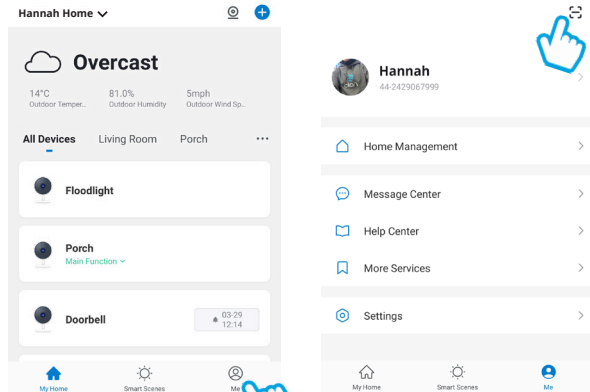 Hannah Home
Overcast
14°C 81.0% 5mph
Outdoor Temper... Outdoor Humidity Outdoor Wind Sp...
All Devices Living Room Porch
Floodlight
Porch
Main Function
Doorbell
03-29
12:14
My Home Smart Scenes Me
Hannah
44-2429067999
Home Management
Message Center
Help Center
More Services
Settings
My Home Smart Scenes Me